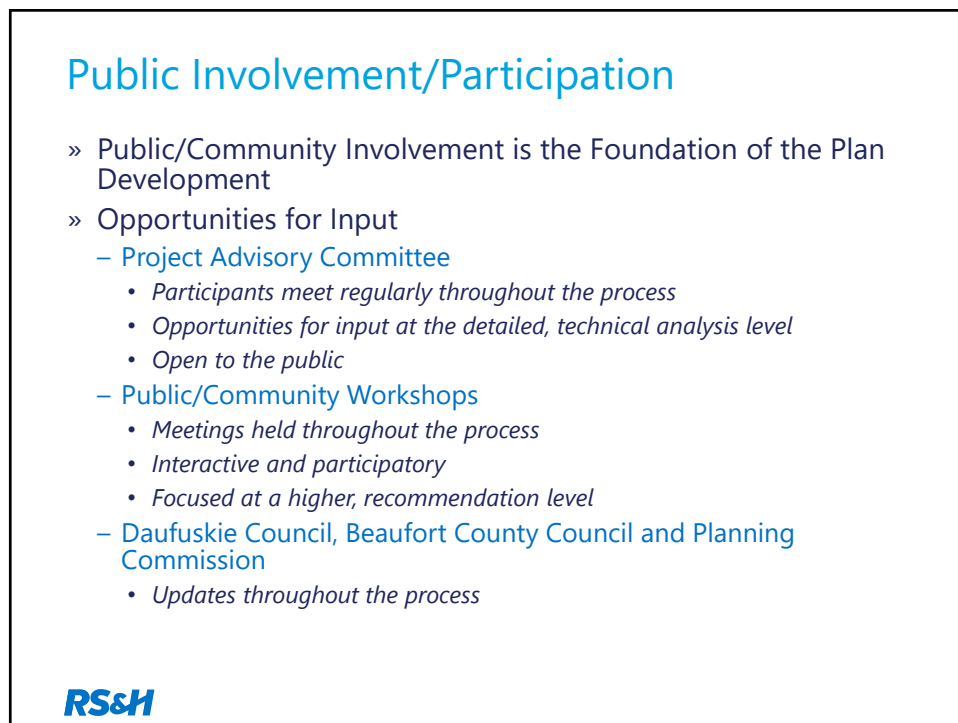 Public Involvement/Participation
» Public/Community Involvement is the Foundation of the Plan
Development
» Opportunities for Input
– Project Advisory Committee
• Participants meet regularly throughout the process
• Opportunities for input at the detailed, technical analysis level
• Open to the public
– Public/Community Workshops
• Meetings held throughout the process
• Interactive and participatory
• Focused at a higher, recommendation level
– Daufuskie Council, Beaufort County Council and Planning
Commission
• Updates throughout the process
RS&H